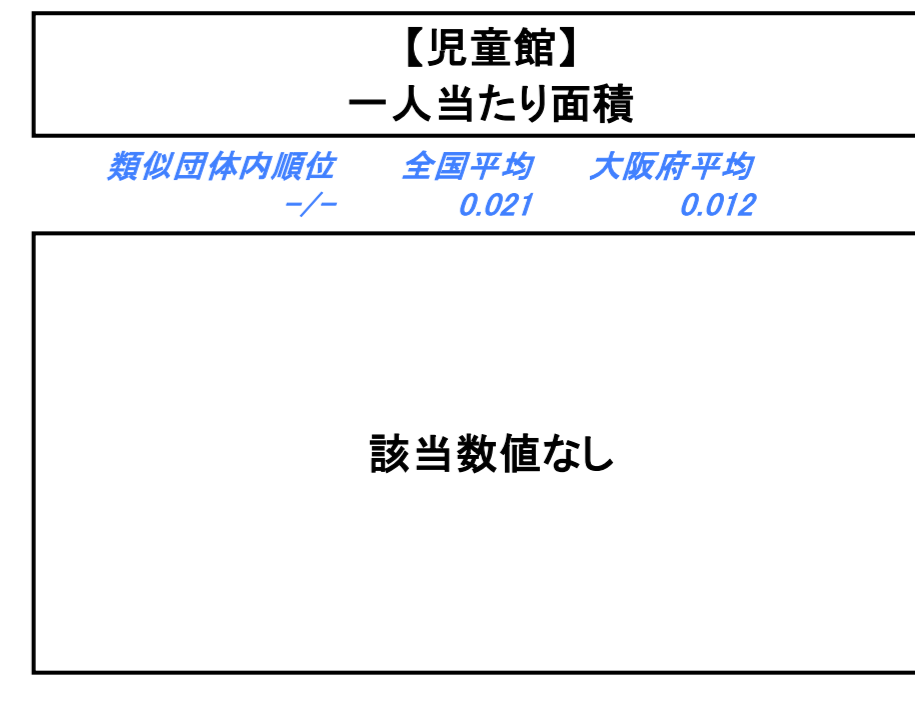 【児童館】
一人当たり面積
類似団体内順位 全国平均 大阪府平均
-/- 0.021 0.012
該当数値なし